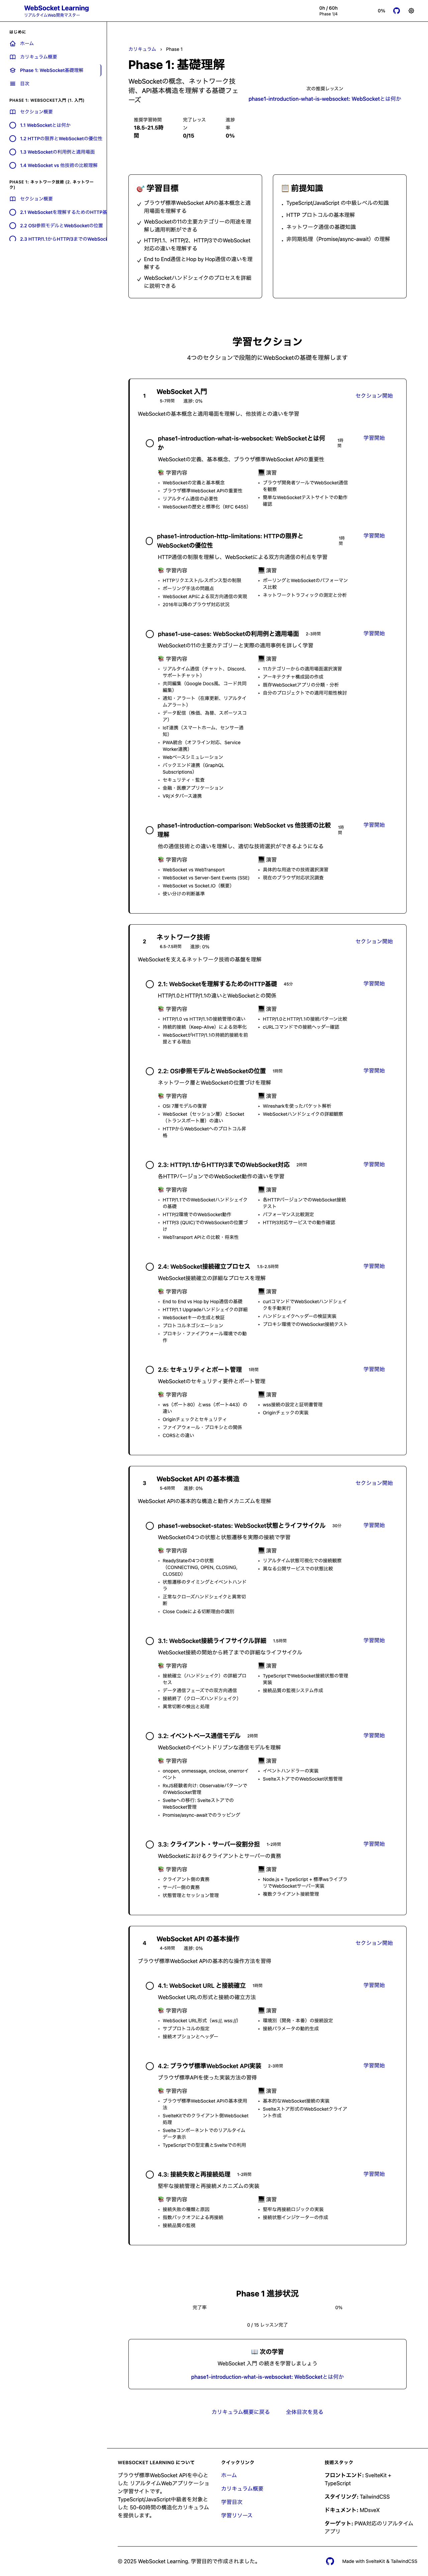 WebSocket Learning
リアルタイムWeb開発マスター
0h / 60h
Phase 1/4
0%
はじめに
ホーム
カリキュラム概要
Phase 1: WebSocket基礎理解
目次
PHASE 1: WEBSOCKET入門 (1. 入門)
セクション概要
1.1 WebSocketとは何か
1.2 HTTPの限界とWebSocketの優位性
1.3 WebSocketの利用例と適用場面
1.4 WebSocket vs 他技術の比較理解
PHASE 1: ネットワーク技術 (2. ネットワーク)
セクション概要
2.1 WebSocketを理解するためのHTTP基
2.2 OSI参照モデルとWebSocketの位置
2.3 HTTP/1.1からHTTP/3までのWebSock
カリキュラム > Phase 1
Phase 1: 基礎理解
WebSocketの概念、ネットワーク技術、API基本構造を理解する基礎フェーズ
推奨学習時間
18.5-21.5時間
完了レッスン
0/15
進捗率
0%
次の推奨レッスン
phase1-introduction-what-is-websocket: WebSocketとは何か
🎯 学習目標
ブラウザ標準WebSocket APIの基本概念と適用場面を理解する
WebSocketの11の主要カテゴリーの用途を理解し適用判断ができる
HTTP/1.1、HTTP/2、HTTP/3でのWebSocket対応の違いを理解する
End to End通信とHop by Hop通信の違いを理解する
WebSocketハンドシェイクのプロセスを詳細に説明できる
📋 前提知識
• TypeScript/JavaScript の中級レベルの知識
• HTTP プロトコルの基本理解
• ネットワーク通信の基礎知識
• 非同期処理（Promise/async-await）の理解
学習セクション
4つのセクションで段階的にWebSocketの基礎を理解します
1
WebSocket 入門
5-7時間 進捗: 0%
セクション開始
WebSocketの基本概念と適用場面を理解し、他技術との違いを学習
phase1-introduction-what-is-websocket: WebSocketとは何か
1時間
学習開始
WebSocketの定義、基本概念、ブラウザ標準WebSocket APIの重要性
📚 学習内容
• WebSocketの定義と基本概念
• ブラウザ標準WebSocket APIの重要性
• リアルタイム通信の必要性
• WebSocketの歴史と標準化（RFC 6455）
💻 演習
• ブラウザ開発者ツールでWebSocket通信を観察
• 簡単なWebSocketテストサイトでの動作確認
phase1-introduction-http-limitations: HTTPの限界とWebSocketの優位性
1時間
学習開始
HTTP通信の制限を理解し、WebSocketによる双方向通信の利点を学習
📚 学習内容
• HTTPリクエスト/レスポンス型の制限
• ポーリング手法の問題点
• WebSocket APIによる双方向通信の実現
• 2016年以降のブラウザ対応状況
💻 演習
• ポーリングとWebSocketのパフォーマンス比較
• ネットワークトラフィックの測定と分析
phase1-use-cases: WebSocketの利用例と適用場面
2-3時間
学習開始
WebSocketの11の主要カテゴリーと実際の適用事例を詳しく学習
📚 学習内容
• リアルタイム通信（チャット、Discord、サポートチャット）
• 共同編集（Google Docs風、コード共同編集）
• 通知・アラート（在庫更新、リアルタイムアラート）
• データ配信（株価、為替、スポーツスコア）
• IoT連携（スマートホーム、センサー通知）
• PWA統合（オフライン対応、Service Worker連携）
• Webベースシミュレーション
• バックエンド連携（GraphQL Subscriptions）
• セキュリティ・監査
• 金融・医療アプリケーション
• VR/メタバース連携
💻 演習
• 11カテゴリーからの適用場面選択演習
• アーキテクチャ構成図の作成
• 既存WebSocketアプリの分類・分析
• 自分のプロジェクトでの適用可能性検討
phase1-introduction-comparison: WebSocket vs 他技術の比較理解
1時間
学習開始
他の通信技術との違いを理解し、適切な技術選択ができるようになる
📚 学習内容
• WebSocket vs WebTransport
• WebSocket vs Server-Sent Events (SSE)
• WebSocket vs Socket.IO（概要）
• 使い分けの判断基準
💻 演習
• 具体的な用途での技術選択演習
• 現在のブラウザ対応状況調査
2
ネットワーク技術
6.5-7.5時間 進捗: 0%
セクション開始
WebSocketを支えるネットワーク技術の基盤を理解
2.1: WebSocketを理解するためのHTTP基礎
45分
学習開始
HTTP/1.0とHTTP/1.1の違いとWebSocketとの関係
📚 学習内容
• HTTP/1.0 vs HTTP/1.1の接続管理の違い
• 持続的接続（Keep-Alive）による効率化
• WebSocketがHTTP/1.1の持続的接続を前提とする理由
💻 演習
• HTTP/1.0とHTTP/1.1の接続パターン比較
• cURLコマンドでの接続ヘッダー確認
2.2: OSI参照モデルとWebSocketの位置
1時間
学習開始
ネットワーク層とWebSocketの位置づけを理解
📚 学習内容
• OSI 7層モデルの復習
• WebSocket（セッション層）とSocket（トランスポート層）の違い
• HTTPからWebSocketへのプロトコル昇格
💻 演習
• Wiresharkを使ったパケット解析
• WebSocketハンドシェイクの詳細観察
2.3: HTTP/1.1からHTTP/3までのWebSocket対応
2時間
学習開始
各HTTPバージョンでのWebSocket動作の違いを学習
📚 学習内容
• HTTP/1.1でのWebSocketハンドシェイクの基礎
• HTTP/2環境でのWebSocket動作
• HTTP/3 (QUIC)でのWebSocketの位置づけ
• WebTransport APIとの比較・将来性
💻 演習
• 各HTTPバージョンでのWebSocket接続テスト
• パフォーマンス比較測定
• HTTP/3対応サービスでの動作確認
2.4: WebSocket接続確立プロセス
1.5-2.5時間
学習開始
WebSocket接続確立の詳細なプロセスを理解
📚 学習内容
• End to End vs Hop by Hop通信の基礎
• HTTP/1.1 Upgradeハンドシェイクの詳細
• WebSocketキーの生成と検証
• プロトコルネゴシエーション
• プロキシ・ファイアウォール環境での動作
💻 演習
• curlコマンドでWebSocketハンドシェイクを手動実行
• ハンドシェイクヘッダーの検証実装
• プロキシ環境でのWebSocket接続テスト
2.5: セキュリティとポート管理
1時間
学習開始
WebSocketのセキュリティ要件とポート管理
📚 学習内容
• ws（ポート80）とwss（ポート443）の違い
• Originチェックとセキュリティ
• ファイアウォール・プロキシとの関係
• CORSとの違い
💻 演習
• wss接続の設定と証明書管理
• Originチェックの実装
3
WebSocket API の基本構造
5-6時間 進捗: 0%
セクション開始
WebSocket APIの基本的な構造と動作メカニズムを理解
phase1-websocket-states: WebSocket状態とライフサイクル
30分
学習開始
WebSocketの4つの状態と状態遷移を実際の接続で学習
📚 学習内容
• ReadyStateの4つの状態（CONNECTING, OPEN, CLOSING, CLOSED）
• 状態遷移のタイミングとイベントハンドラ
• 正常なクローズハンドシェイクと異常切断
• Close Codeによる切断理由の識別
💻 演習
• リアルタイム状態可視化での接続観察
• 異なる公開サービスでの状態比較
3.1: WebSocket接続ライフサイクル詳細
1.5時間
学習開始
WebSocket接続の開始から終了までの詳細なライフサイクル
📚 学習内容
• 接続確立（ハンドシェイク）の詳細プロセス
• データ通信フェーズでの双方向通信
• 接続終了（クローズハンドシェイク）
• 異常切断の検出と処理
💻 演習
• TypeScriptでWebSocket接続状態の管理実装
• 接続品質の監視システム作成
3.2: イベントベース通信モデル
2時間
学習開始
WebSocketのイベントドリブンな通信モデルを理解
📚 学習内容
• onopen, onmessage, onclose, onerrorイベント
• RxJS経験者向け: ObservableパターンでのWebSocket管理
• Svelteへの移行: SvelteストアでのWebSocket管理
• Promise/async-awaitでのラッピング
💻 演習
• イベントハンドラーの実装
• SvelteストアでのWebSocket状態管理
3.3: クライアント・サーバー役割分担
1-2時間
学習開始
WebSocketにおけるクライアントとサーバーの責務
📚 学習内容
• クライアント側の責務
• サーバー側の責務
• 状態管理とセッション管理
💻 演習
• Node.js + TypeScript + 標準wsライブラリでWebSocketサーバー実装
• 複数クライアント接続管理
4
WebSocket API の基本操作
4-5時間 進捗: 0%
セクション開始
ブラウザ標準WebSocket APIの基本的な操作方法を習得
4.1: WebSocket URL と接続確立
1時間
学習開始
WebSocket URLの形式と接続の確立方法
📚 学習内容
• WebSocket URL形式（ws://, wss://）
• サブプロトコルの指定
• 接続オプションとヘッダー
💻 演習
• 環境別（開発・本番）の接続設定
• 接続パラメータの動的生成
4.2: ブラウザ標準WebSocket API実装
2-3時間
学習開始
ブラウザ標準APIを使った実装方法の習得
📚 学習内容
• ブラウザ標準WebSocket APIの基本使用法
• SvelteKitでのクライアント側WebSocket処理
• Svelteコンポーネントでのリアルタイムデータ表示
• TypeScriptでの型定義とSvelteでの利用
💻 演習
• 基本的なWebSocket接続の実装
• Svelteストア形式のWebSocketクライアント作成
4.3: 接続失敗と再接続処理
1-2時間
学習開始
堅牢な接続管理と再接続メカニズムの実装
📚 学習内容
• 接続失敗の種類と原因
• 指数バックオフによる再接続
• 接続品質の監視
💻 演習
• 堅牢な再接続ロジックの実装
• 接続状態インジケーターの作成
Phase 1 進捗状況
完了率
0%
0 / 15 レッスン完了
📖 次の学習
WebSocket 入門 の続きを学習しましょう
phase1-introduction-what-is-websocket: WebSocketとは何か
カリキュラム概要に戻る
全体目次を見る
WEBSOCKET LEARNING について
ブラウザ標準WebSocket APIを中心とした リアルタイムWebアプリケーション学習サイトです。 TypeScript/JavaScript中級者を対象とした 50-60時間の構造化カリキュラムを提供します。
クイックリンク
ホーム
カリキュラム概要
学習目次
学習リソース
技術スタック
フロントエンド: SvelteKit + TypeScript
スタイリング: TailwindCSS
ドキュメント: MDsveX
ターゲット: PWA対応のリアルタイムアプリ
© 2025 WebSocket Learning. 学習目的で作成されました。
Made with SvelteKit & TailwindCSS